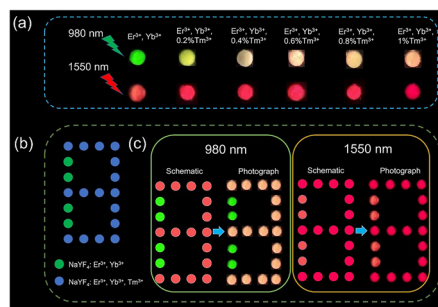 (a)
980 nm
1550 nm
Er³⁺, Yb³⁺
Er³⁺, Yb³⁺,
0.2%Tm³⁺
Er³⁺, Yb³⁺,
0.4%Tm³⁺
Er³⁺, Yb³⁺,
0.6%Tm³⁺
Er³⁺, Yb³⁺,
0.8%Tm³⁺
Er³⁺, Yb³⁺,
1%Tm³⁺
(b)
NaYF₄: Er³⁺, Yb³⁺
NaYF₄: Er³⁺, Yb³⁺, Tm³⁺
(c)
980 nm
Schematic
Photograph
1550 nm
Schematic
Photograph